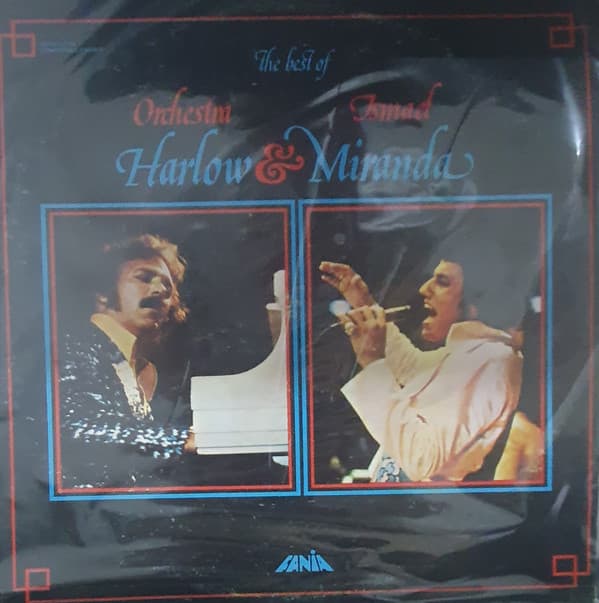 The best of
Orchestra Ismael
Harlow & Miranda
FANIA